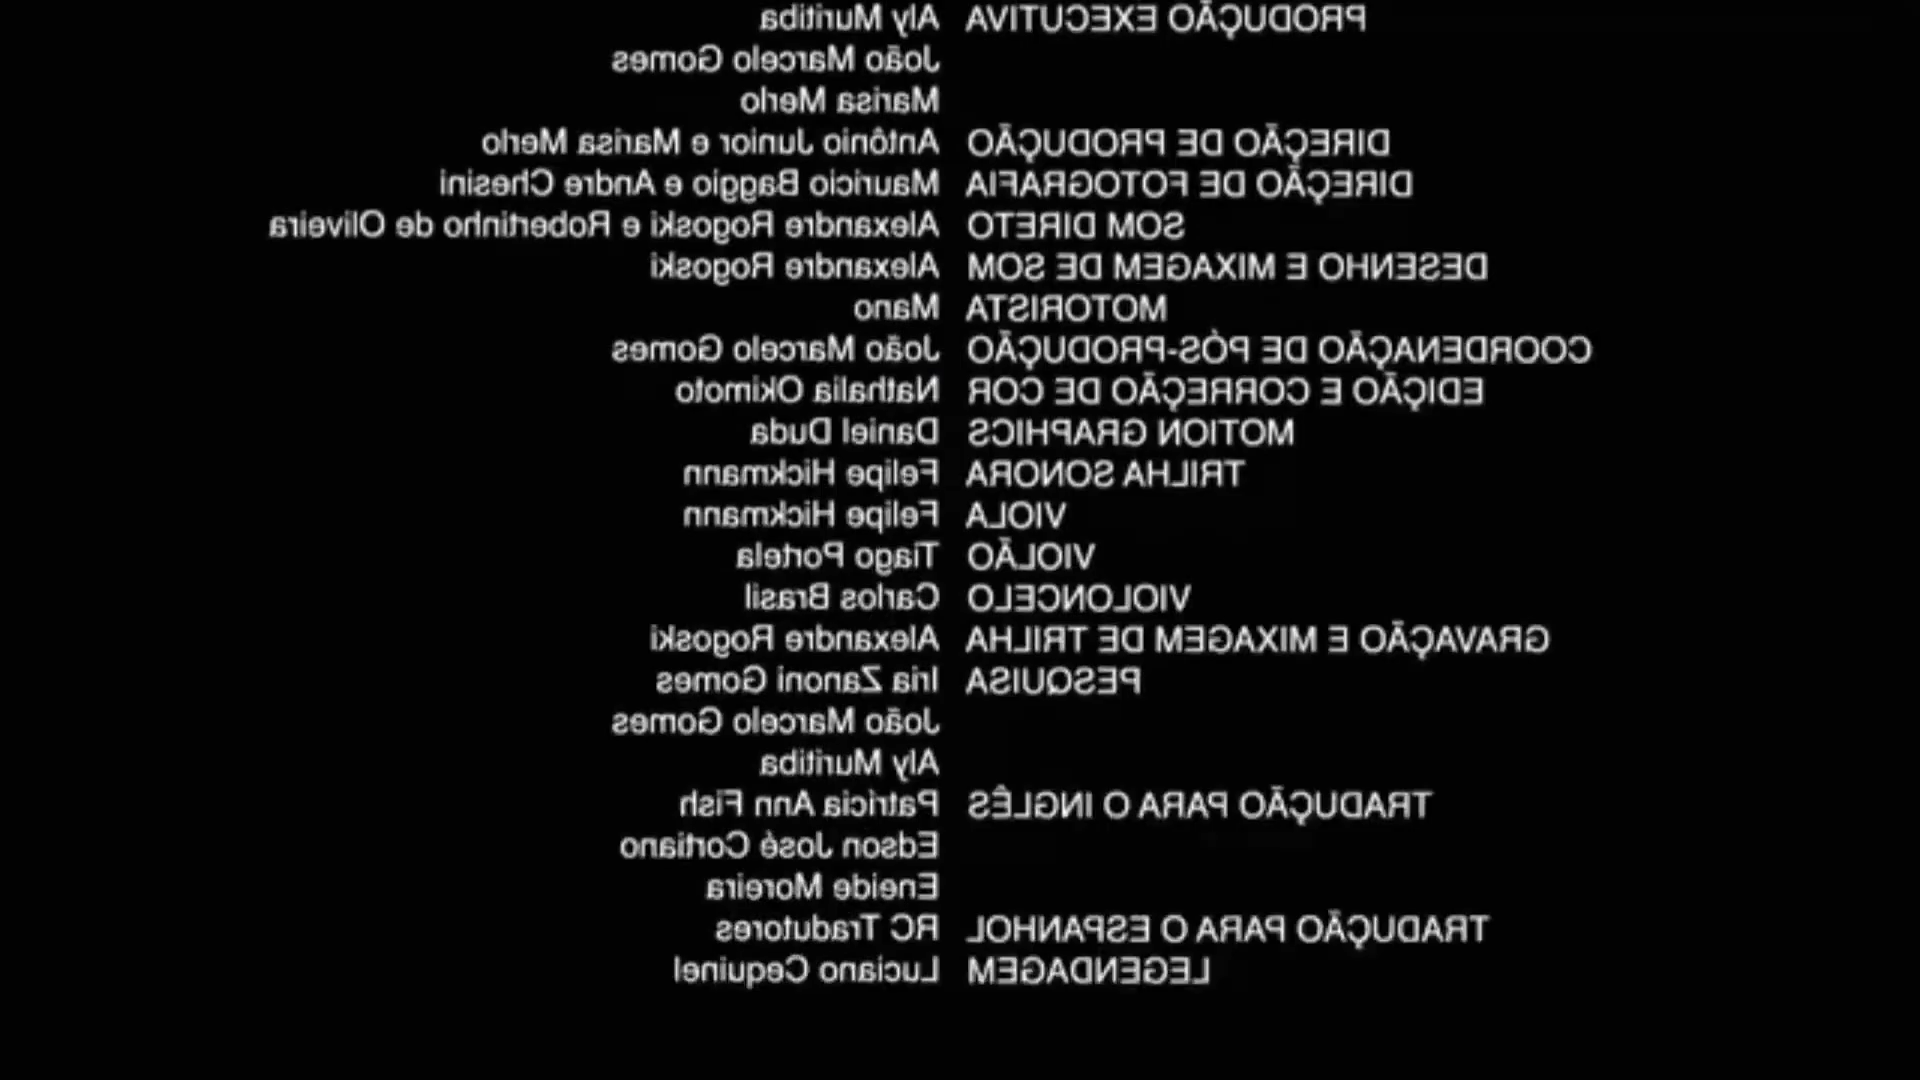 PRODUÇÃO EXECUTIVA Aly Muritiba
João Marcelo Gomes
Marisa Merlo
DIREÇÃO DE PRODUÇÃO Antônio Junior e Marisa Merlo
DIREÇÃO DE FOTOGRAFIA Mauricio Baggio e Andre Chesini
SOM DIRETO Alexandre Rogoski e Robertinho de Oliveira
DESENHO E MIXAGEM DE SOM Alexandre Rogoski
MOTORISTA Mano
COORDENAÇÃO DE PÓS-PRODUÇÃO João Marcelo Gomes
EDIÇÃO E CORREÇÃO DE COR Nathalia Okimoto
MOTION GRAPHICS Daniel Duda
TRILHA SONORA Felipe Hickmann
VIOLA Felipe Hickmann
VIOLÃO Tiago Portela
VIOLONCELO Carlos Brasil
GRAVAÇÃO E MIXAGEM DE TRILHA Alexandre Rogoski
PESQUISA Iria Zanoni Gomes
João Marcelo Gomes
Aly Muritiba
TRADUÇÃO PARA O INGLÊS Patrícia Ann Fish
Edson José Cortiano
Eneide Moreira
TRADUÇÃO PARA O ESPANHOL RC Tradutores
LEGENDAGEM Luciano Cequinel